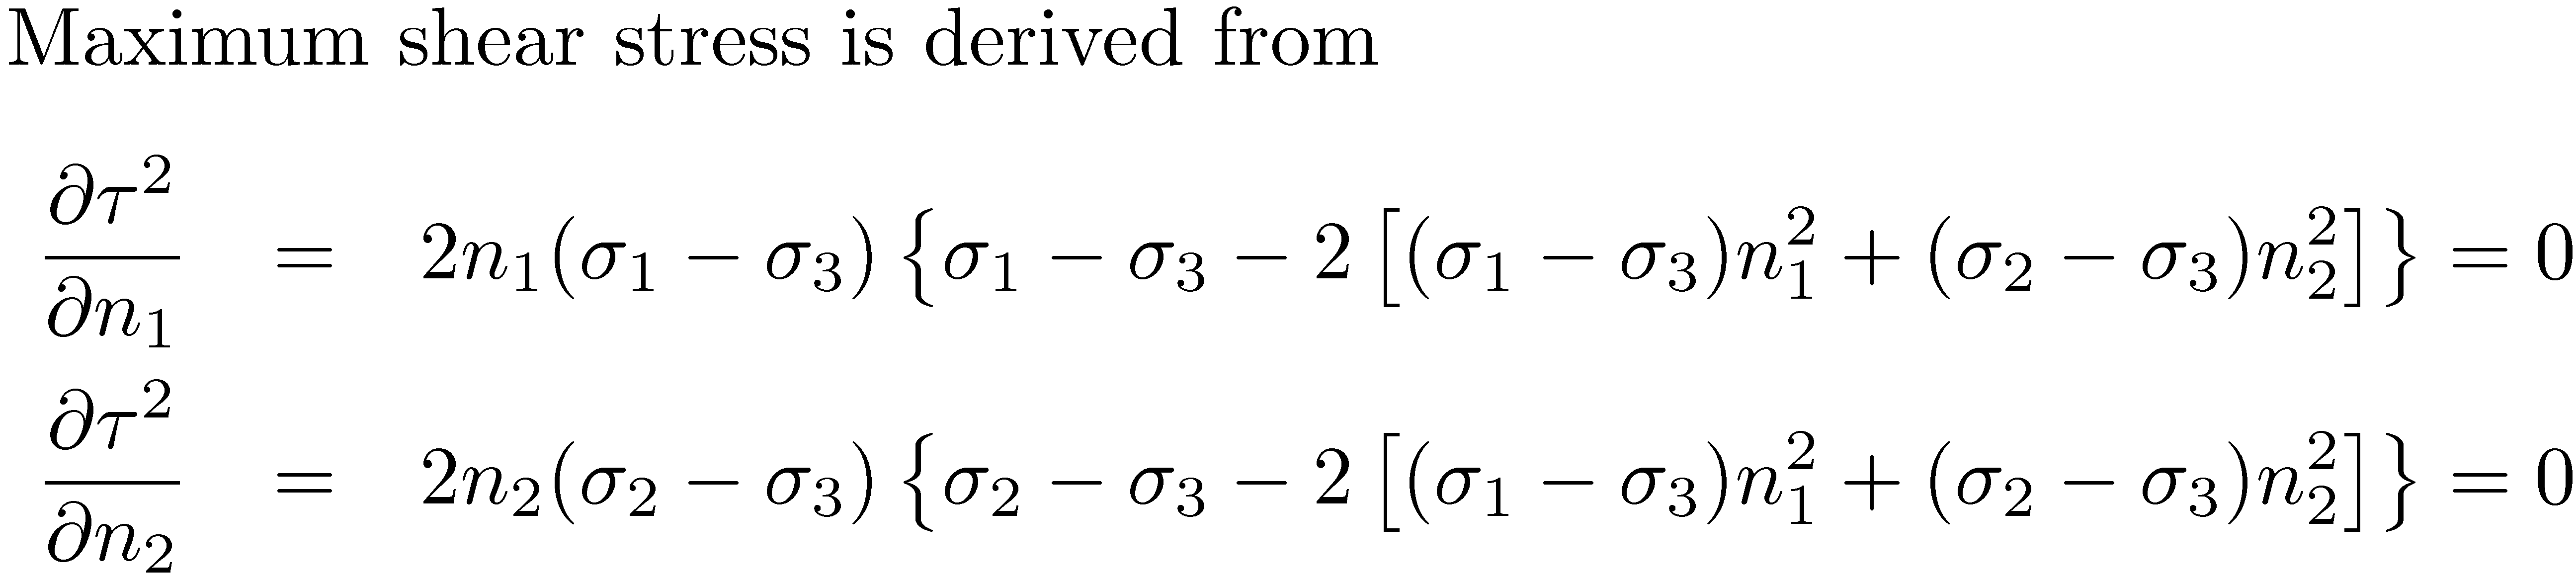 Maximum shear stress is derived from
∂τ²/∂n₁ = 2n₁(σ₁ − σ₃) {σ₁ − σ₃ − 2 [(σ₁ − σ₃)n₁² + (σ₂ − σ₃)n₂²]} = 0
∂τ²/∂n₂ = 2n₂(σ₂ − σ₃) {σ₂ − σ₃ − 2 [(σ₁ − σ₃)n₁² + (σ₂ − σ₃)n₂²]} = 0